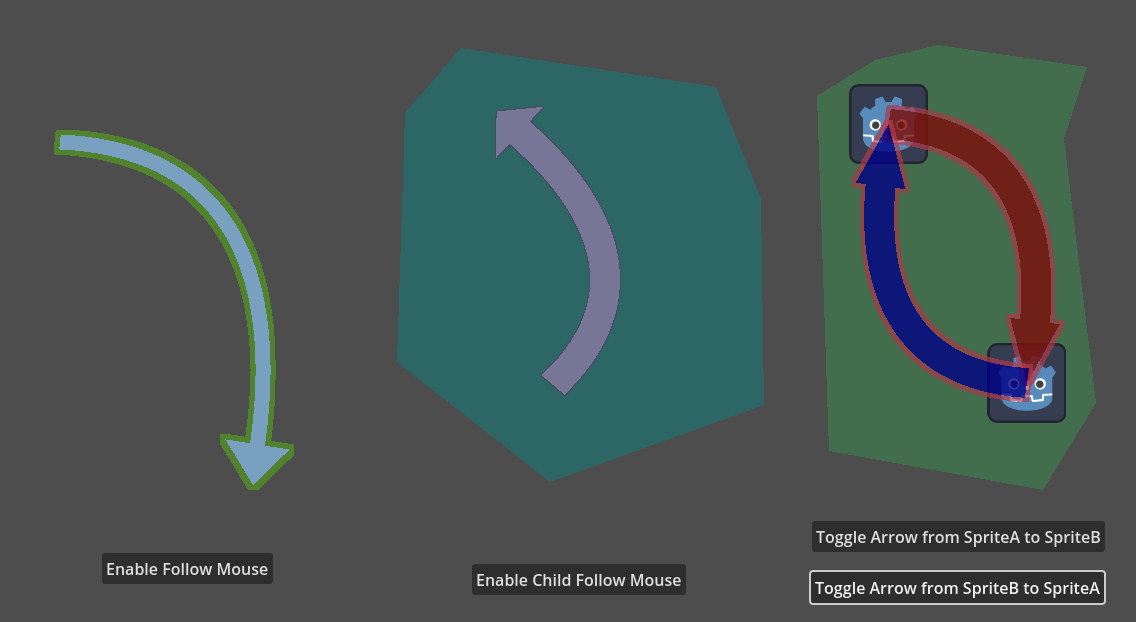 Enable Follow Mouse
Enable Child Follow Mouse
Toggle Arrow from SpriteA to SpriteB
Toggle Arrow from SpriteB to SpriteA